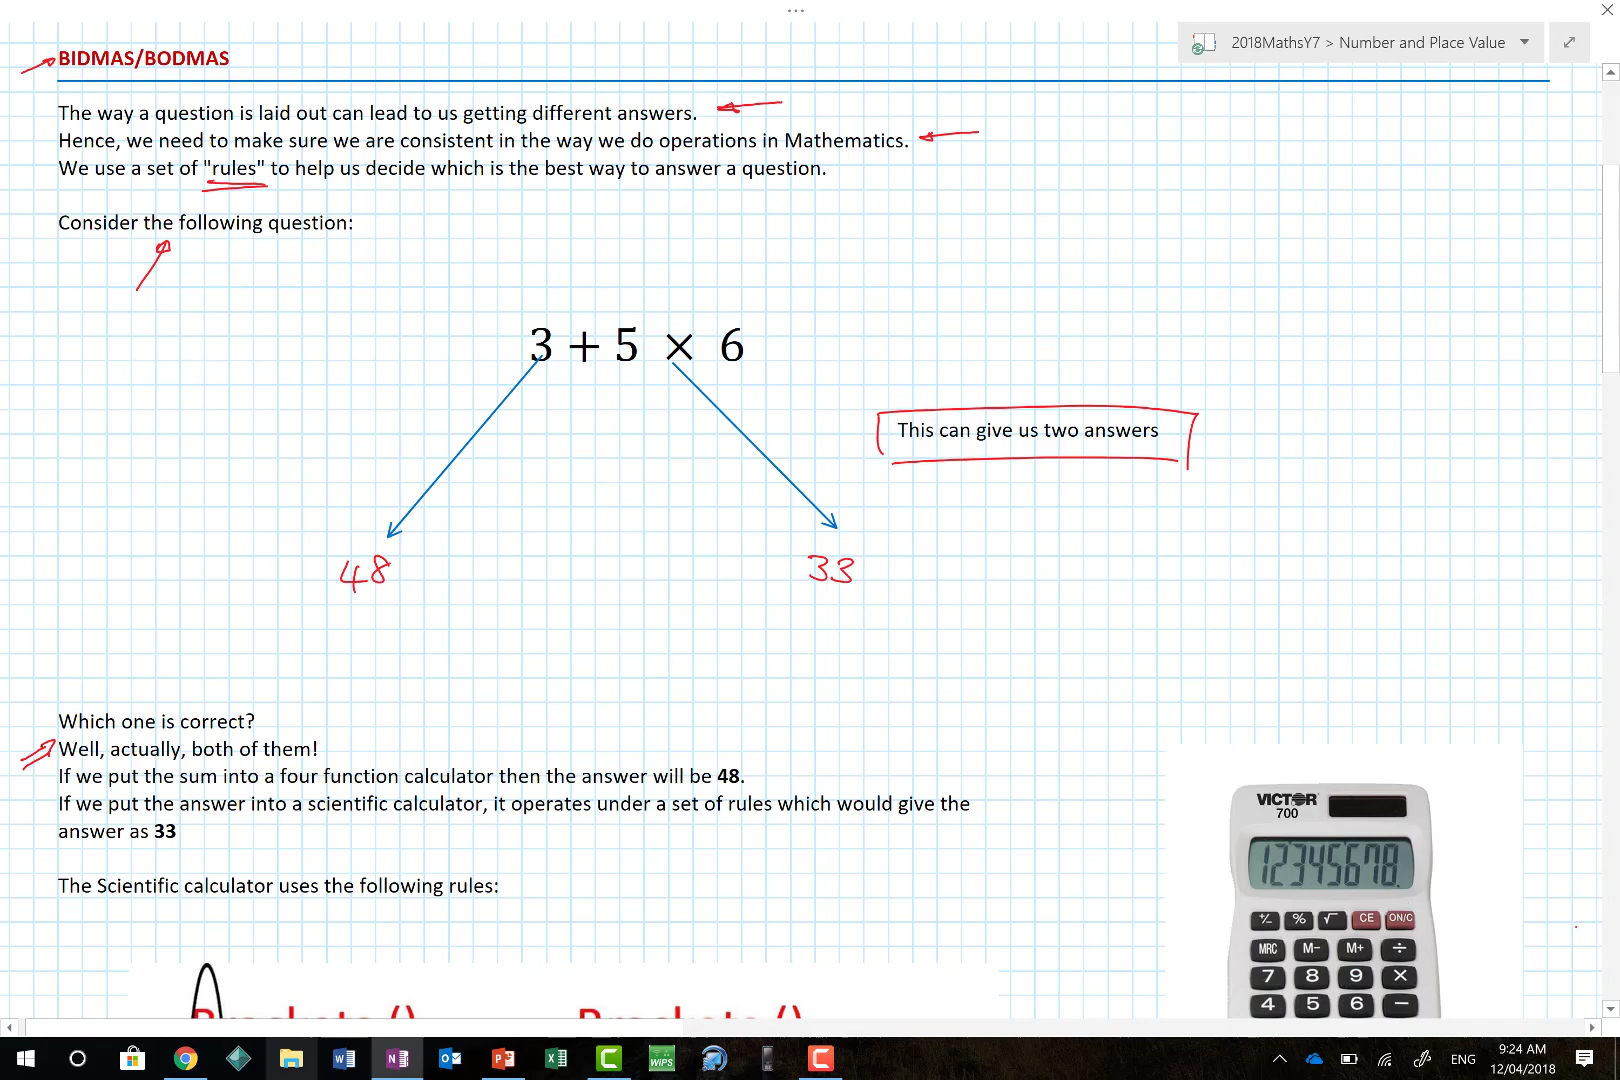 BIDMAS/BODMAS
2018MathsY7 > Number and Place Value
The way a question is laid out can lead to us getting different answers.
Hence, we need to make sure we are consistent in the way we do operations in Mathematics.
We use a set of "rules" to help us decide which is the best way to answer a question.
Consider the following question:
3 + 5 × 6
This can give us two answers
48
33
Which one is correct?
Well, actually, both of them!
If we put the sum into a four function calculator then the answer will be 48.
If we put the answer into a scientific calculator, it operates under a set of rules which would give the
answer as 33
The Scientific calculator uses the following rules:
VICTOR
700
12345678.
+/- % √ CE ON/C
MRC M- M+ ÷
7 8 9 ×
4 5 6 −
Brackets () Brackets ()
WIPS
ENG
9:24 AM
12/04/2018